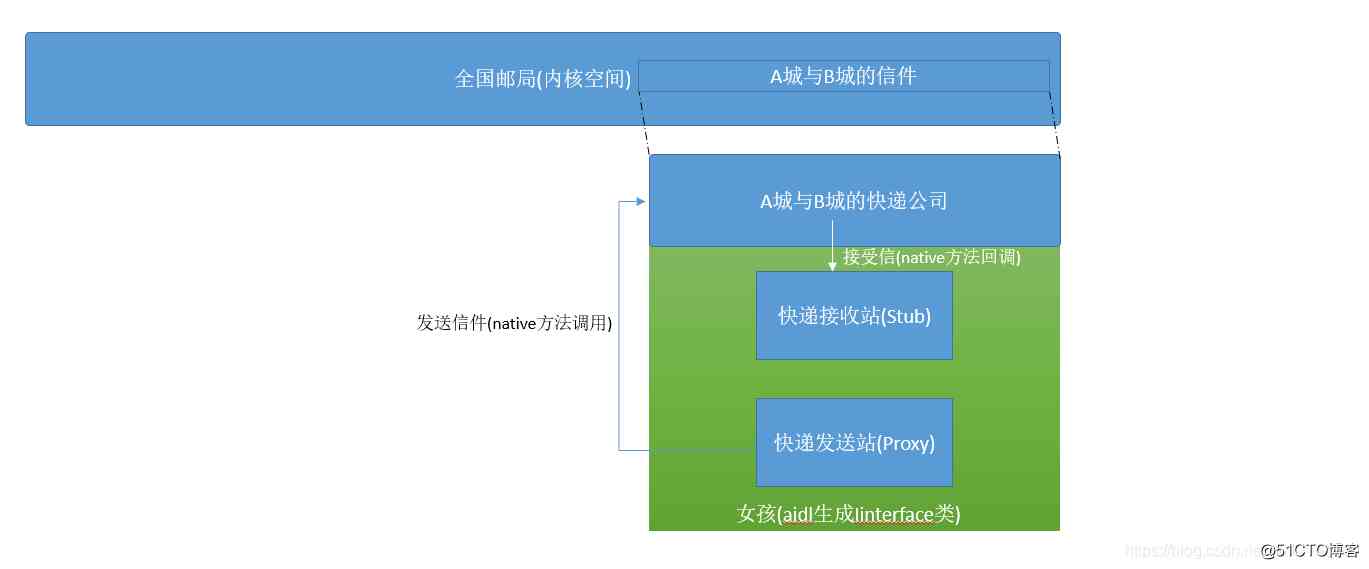 全国邮局(内核空间)
A城与B城的信件
A城与B城的快递公司
接受信(native方法回调)
快递接收站(Stub)
发送信件(native方法调用)
快递发送站(Proxy)
女孩(aidl生成Iinterface类)
https://blog.csdn.ne
@51CTO博客